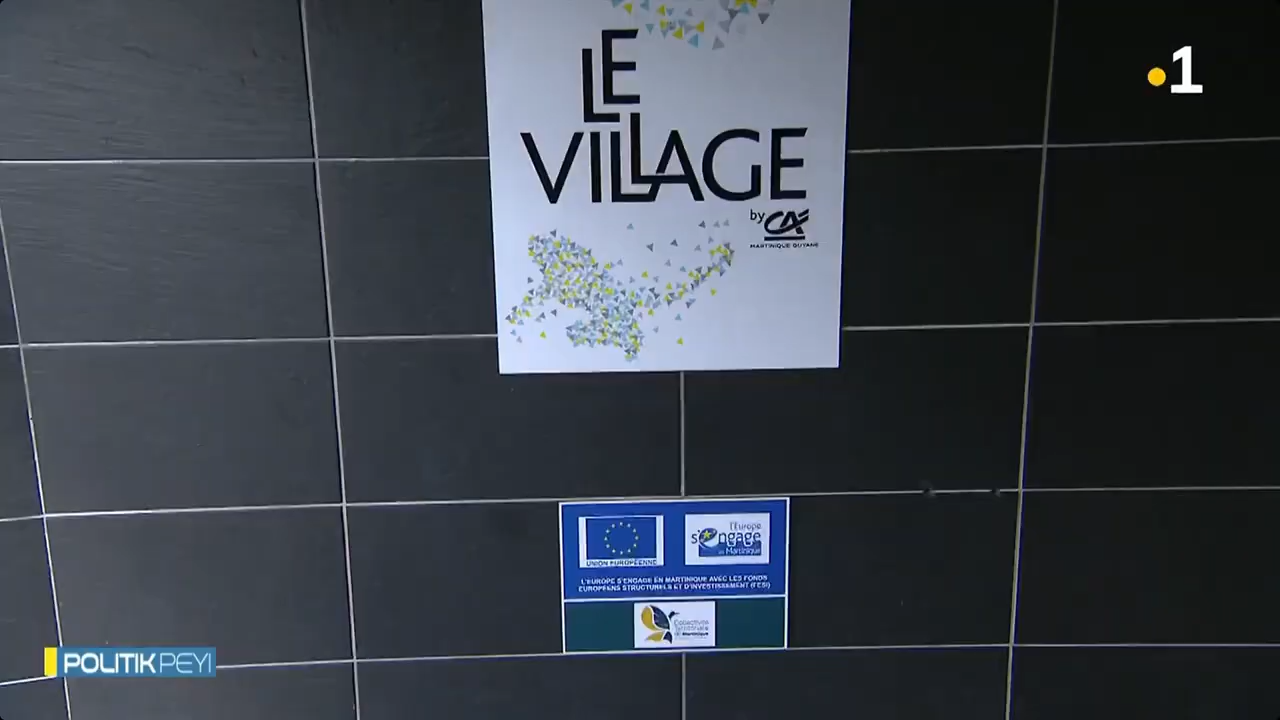 LE
VILLAGE
by CA
MARTINIQUE GUYANE
1
UNION EUROPÉENNE
l'Europe
s'engage
en Martinique
L'EUROPE S'ENGAGE EN MARTINIQUE AVEC LES FONDS
EUROPÉENS STRUCTURELS ET D'INVESTISSEMENT (FESI)
Collectivité
Territoriale
de Martinique
POLITIK PEYI